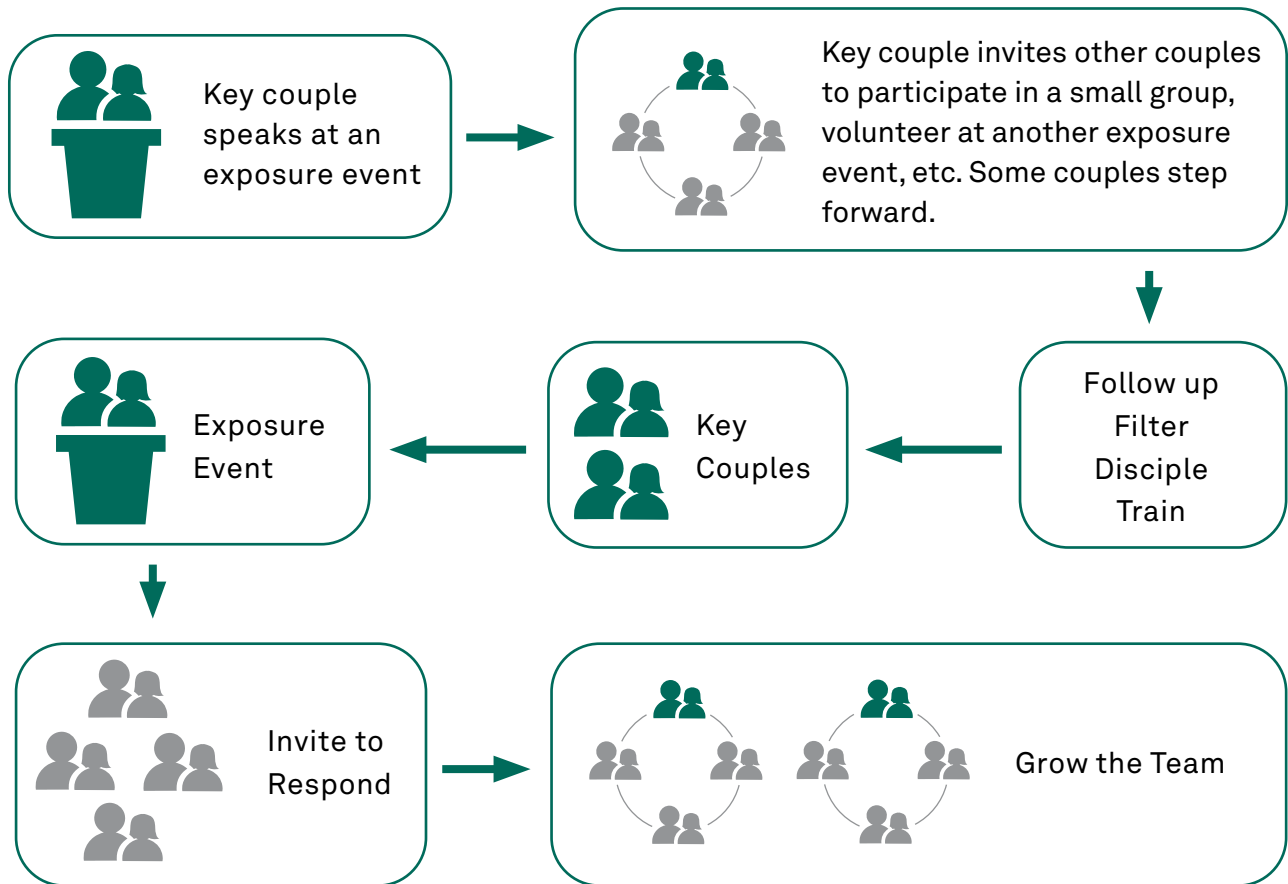 Key couple
speaks at an
exposure event
Key couple invites other couples
to participate in a small group,
volunteer at another exposure
event, etc. Some couples step
forward.
Follow up
Filter
Disciple
Train
Key
Couples
Exposure
Event
Invite to
Respond
Grow the Team